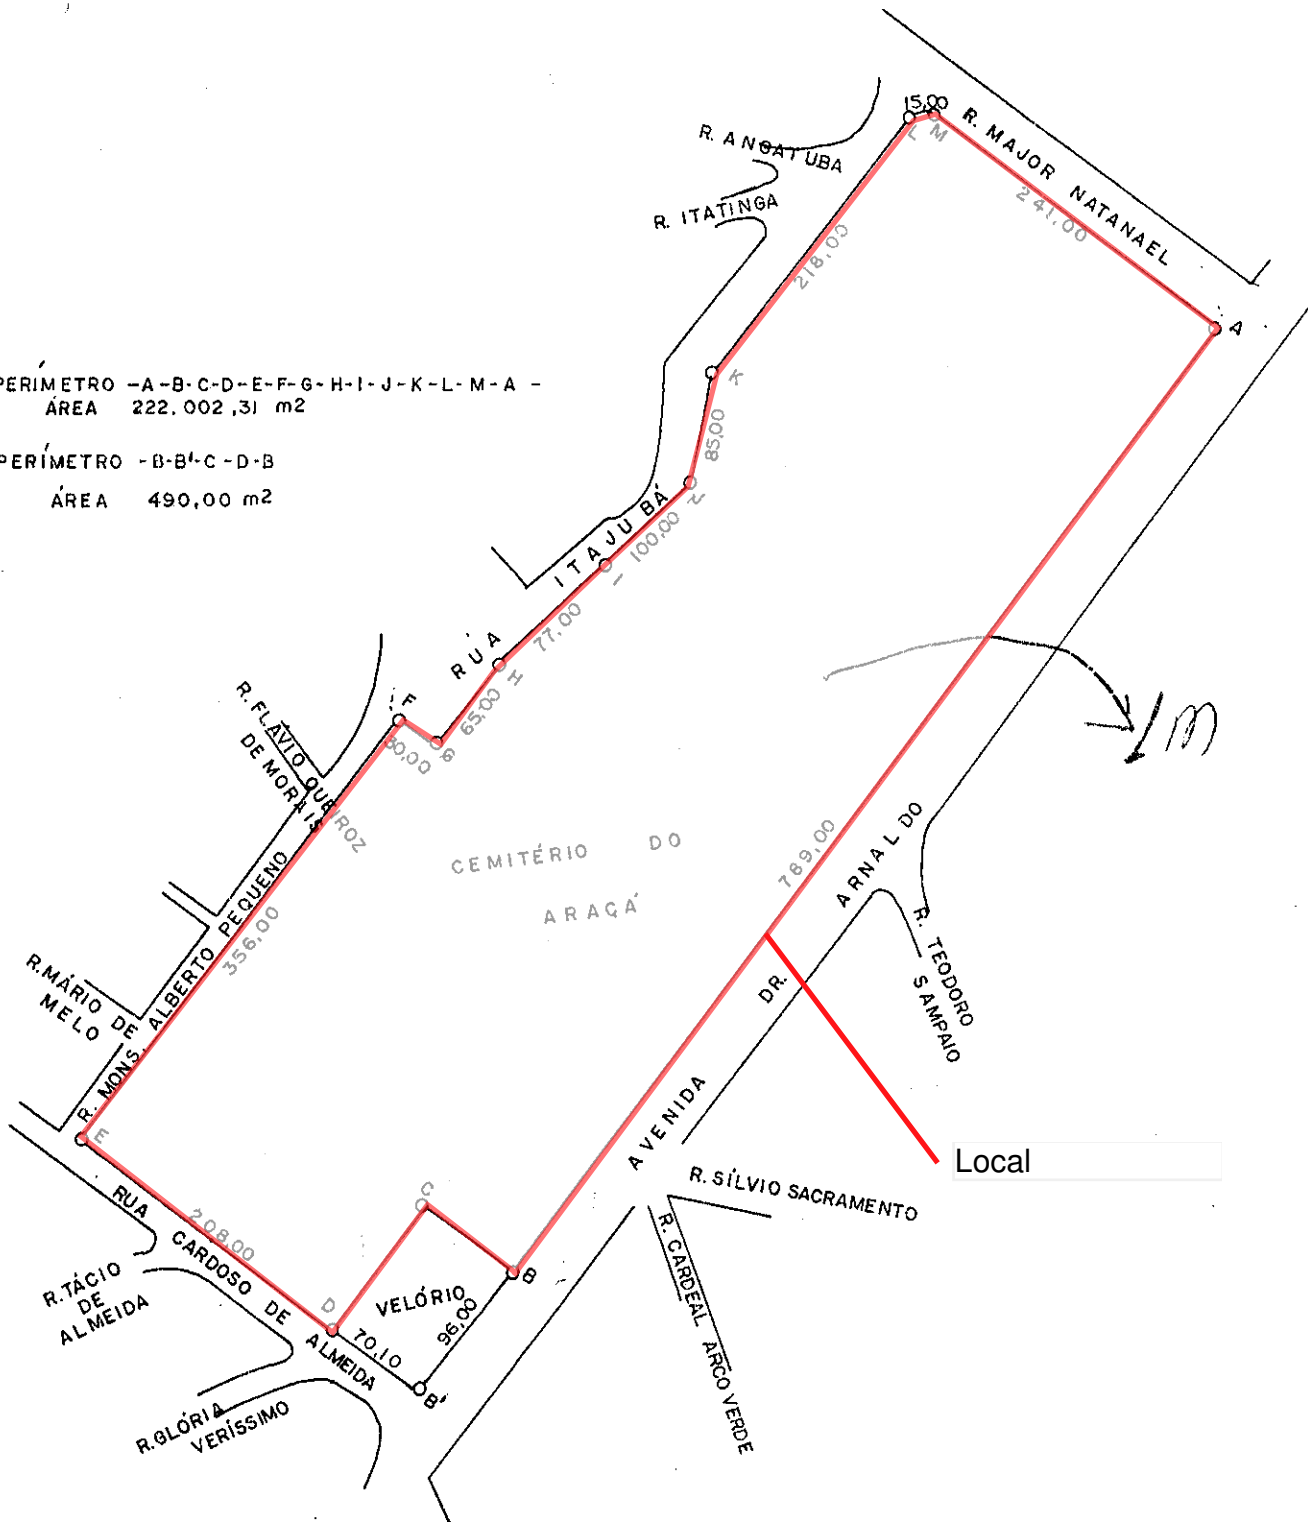 15,00
L
M
R. MAJOR NATANAEL
241,00
A
R. ANGATUBA
R. ITATINGA
218,00
K
85,00
PERÍMETRO -A-B-C-D-E-F-G-H-I-J-K-L-M-A-
ÁREA 222.002,31 m2
PERÍMETRO -B-B'-C-D-B
ÁREA 490,00 m2
RUA ITAJUBÁ
100,00
I
77,00
H
65,00
G
30,00
F
R. FLÁVIO QUEIROZ
DE MORAIS
CEMITÉRIO DO
ARAÇÁ
789,00
AVENIDA DR. ARNALDO
R. TEODORO
SAMPAIO
356,00
R. MONS. ALBERTO PEQUENO
R. MÁRIO DE
MELO
E
Local
R. SÍLVIO SACRAMENTO
R. CARDEAL ARCO VERDE
C
B
VELÓRIO
96,00
D
70,10
B'
208,00
RUA CARDOSO DE ALMEIDA
R. TÁCIO
DE
ALMEIDA
R. GLÓRIA
VERÍSSIMO